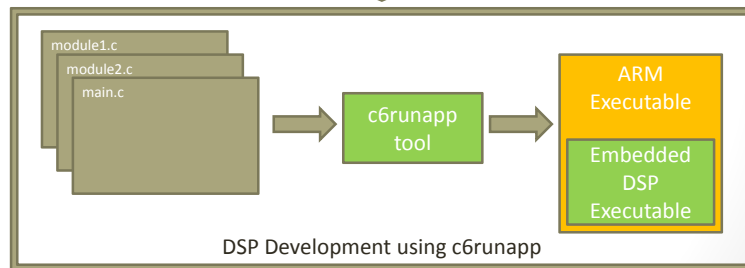 module1.c
module2.c
main.c
c6runapp
tool
ARM
Executable
Embedded
DSP
Executable
DSP Development using c6runapp